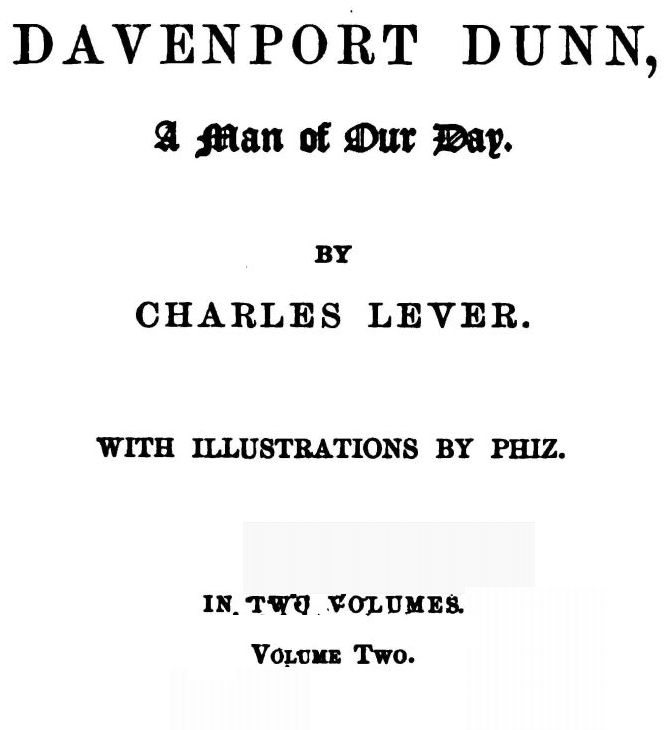 DAVENPORT DUNN,
A Man of Our Day.
BY
CHARLES LEVER.
WITH ILLUSTRATIONS BY PHIZ.
IN TWO VOLUMES.
VOLUME TWO.